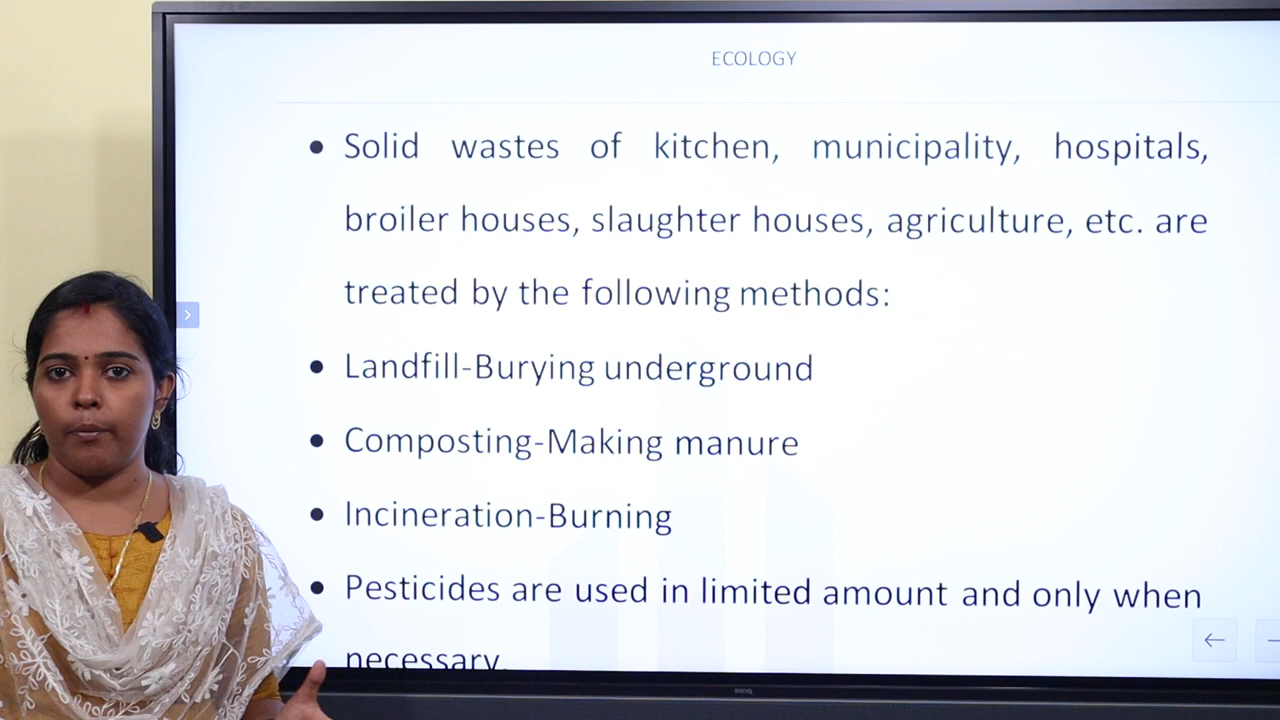 ECOLOGY
• Solid wastes of kitchen, municipality, hospitals,
broiler houses, slaughter houses, agriculture, etc. are
treated by the following methods:
• Landfill-Burying underground
• Composting-Making manure
• Incineration-Burning
• Pesticides are used in limited amount and only when
necessary.
BenQ